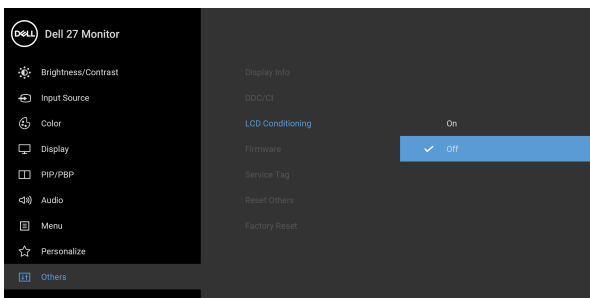 DELL Dell 27 Monitor
Brightness/Contrast
Display Info
Input Source
DDC/CI
Color
LCD Conditioning
On
Display
Firmware
Off
PIP/PBP
Service Tag
Audio
Reset Others
Menu
Factory Reset
Personalize
Others